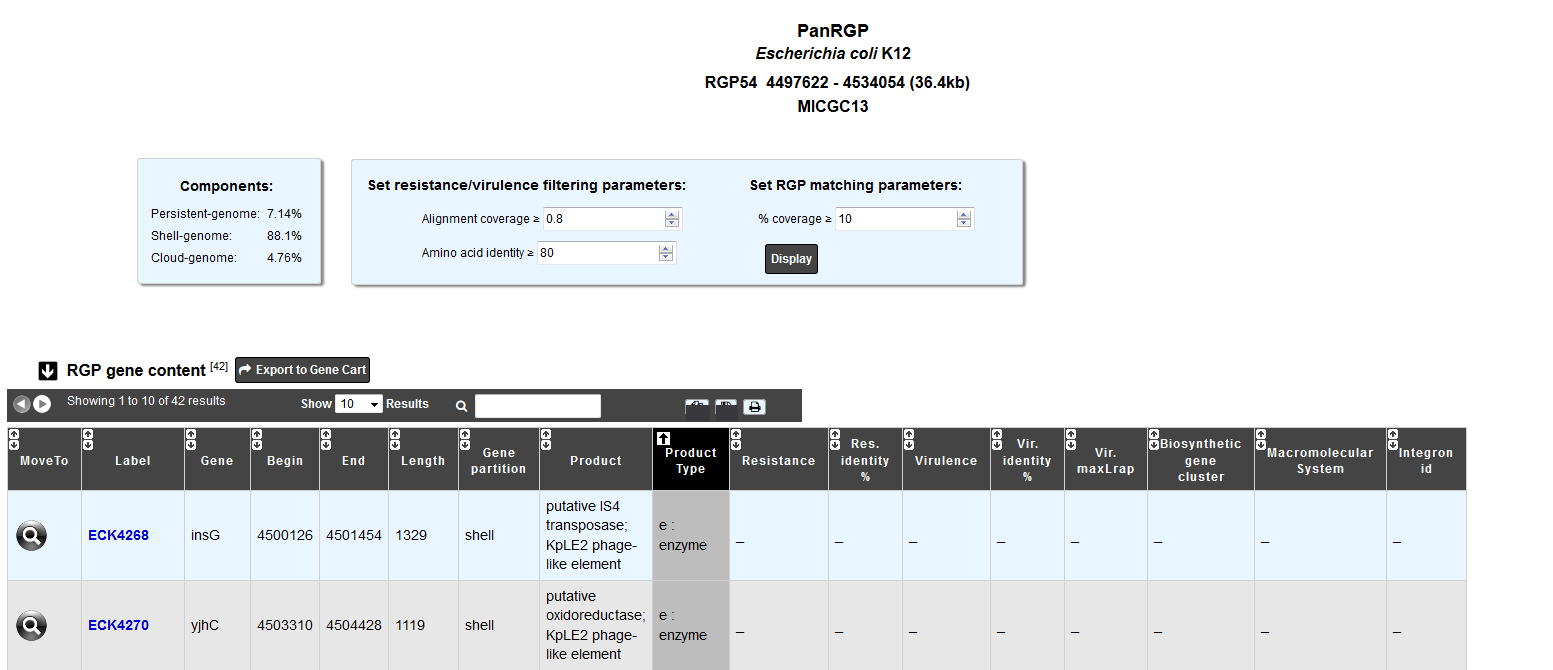 PanRGP
Escherichia coli K12
RGP54 4497622 - 4534054 (36.4kb)
MICGC13
Components:
Persistent-genome: 7.14%
Shell-genome: 88.1%
Cloud-genome: 4.76%
Set resistance/virulence filtering parameters:
Alignment coverage ≥ 0.8
Amino acid identity ≥ 80
Set RGP matching parameters:
% coverage ≥ 10
Display
RGP gene content [42] Export to Gene Cart
Showing 1 to 10 of 42 results Show 10 Results
MoveTo Label Gene Begin End Length Gene partition Product Product Type Resistance Res. identity % Virulence Vir. identity % Vir. maxLrap Biosynthetic gene cluster Macromolecular System Integron id
ECK4268 insG 4500126 4501454 1329 shell putative IS4 transposase; KpLE2 phage-like element e : enzyme – – – – – – – –
ECK4270 yjhC 4503310 4504428 1119 shell putative oxidoreductase; KpLE2 phage-like element e : enzyme – – – – – – – –